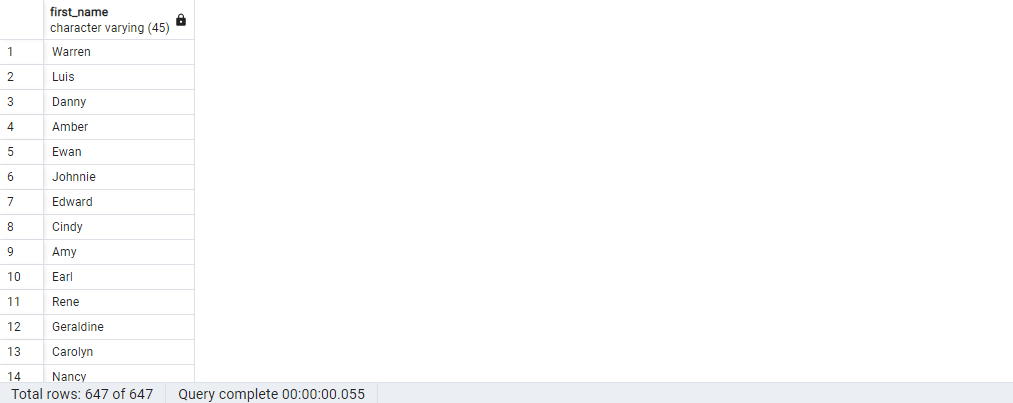 first_name
character varying (45)
1 Warren
2 Luis
3 Danny
4 Amber
5 Ewan
6 Johnnie
7 Edward
8 Cindy
9 Amy
10 Earl
11 Rene
12 Geraldine
13 Carolyn
14 Nancy
Total rows: 647 of 647 Query complete 00:00:00.055